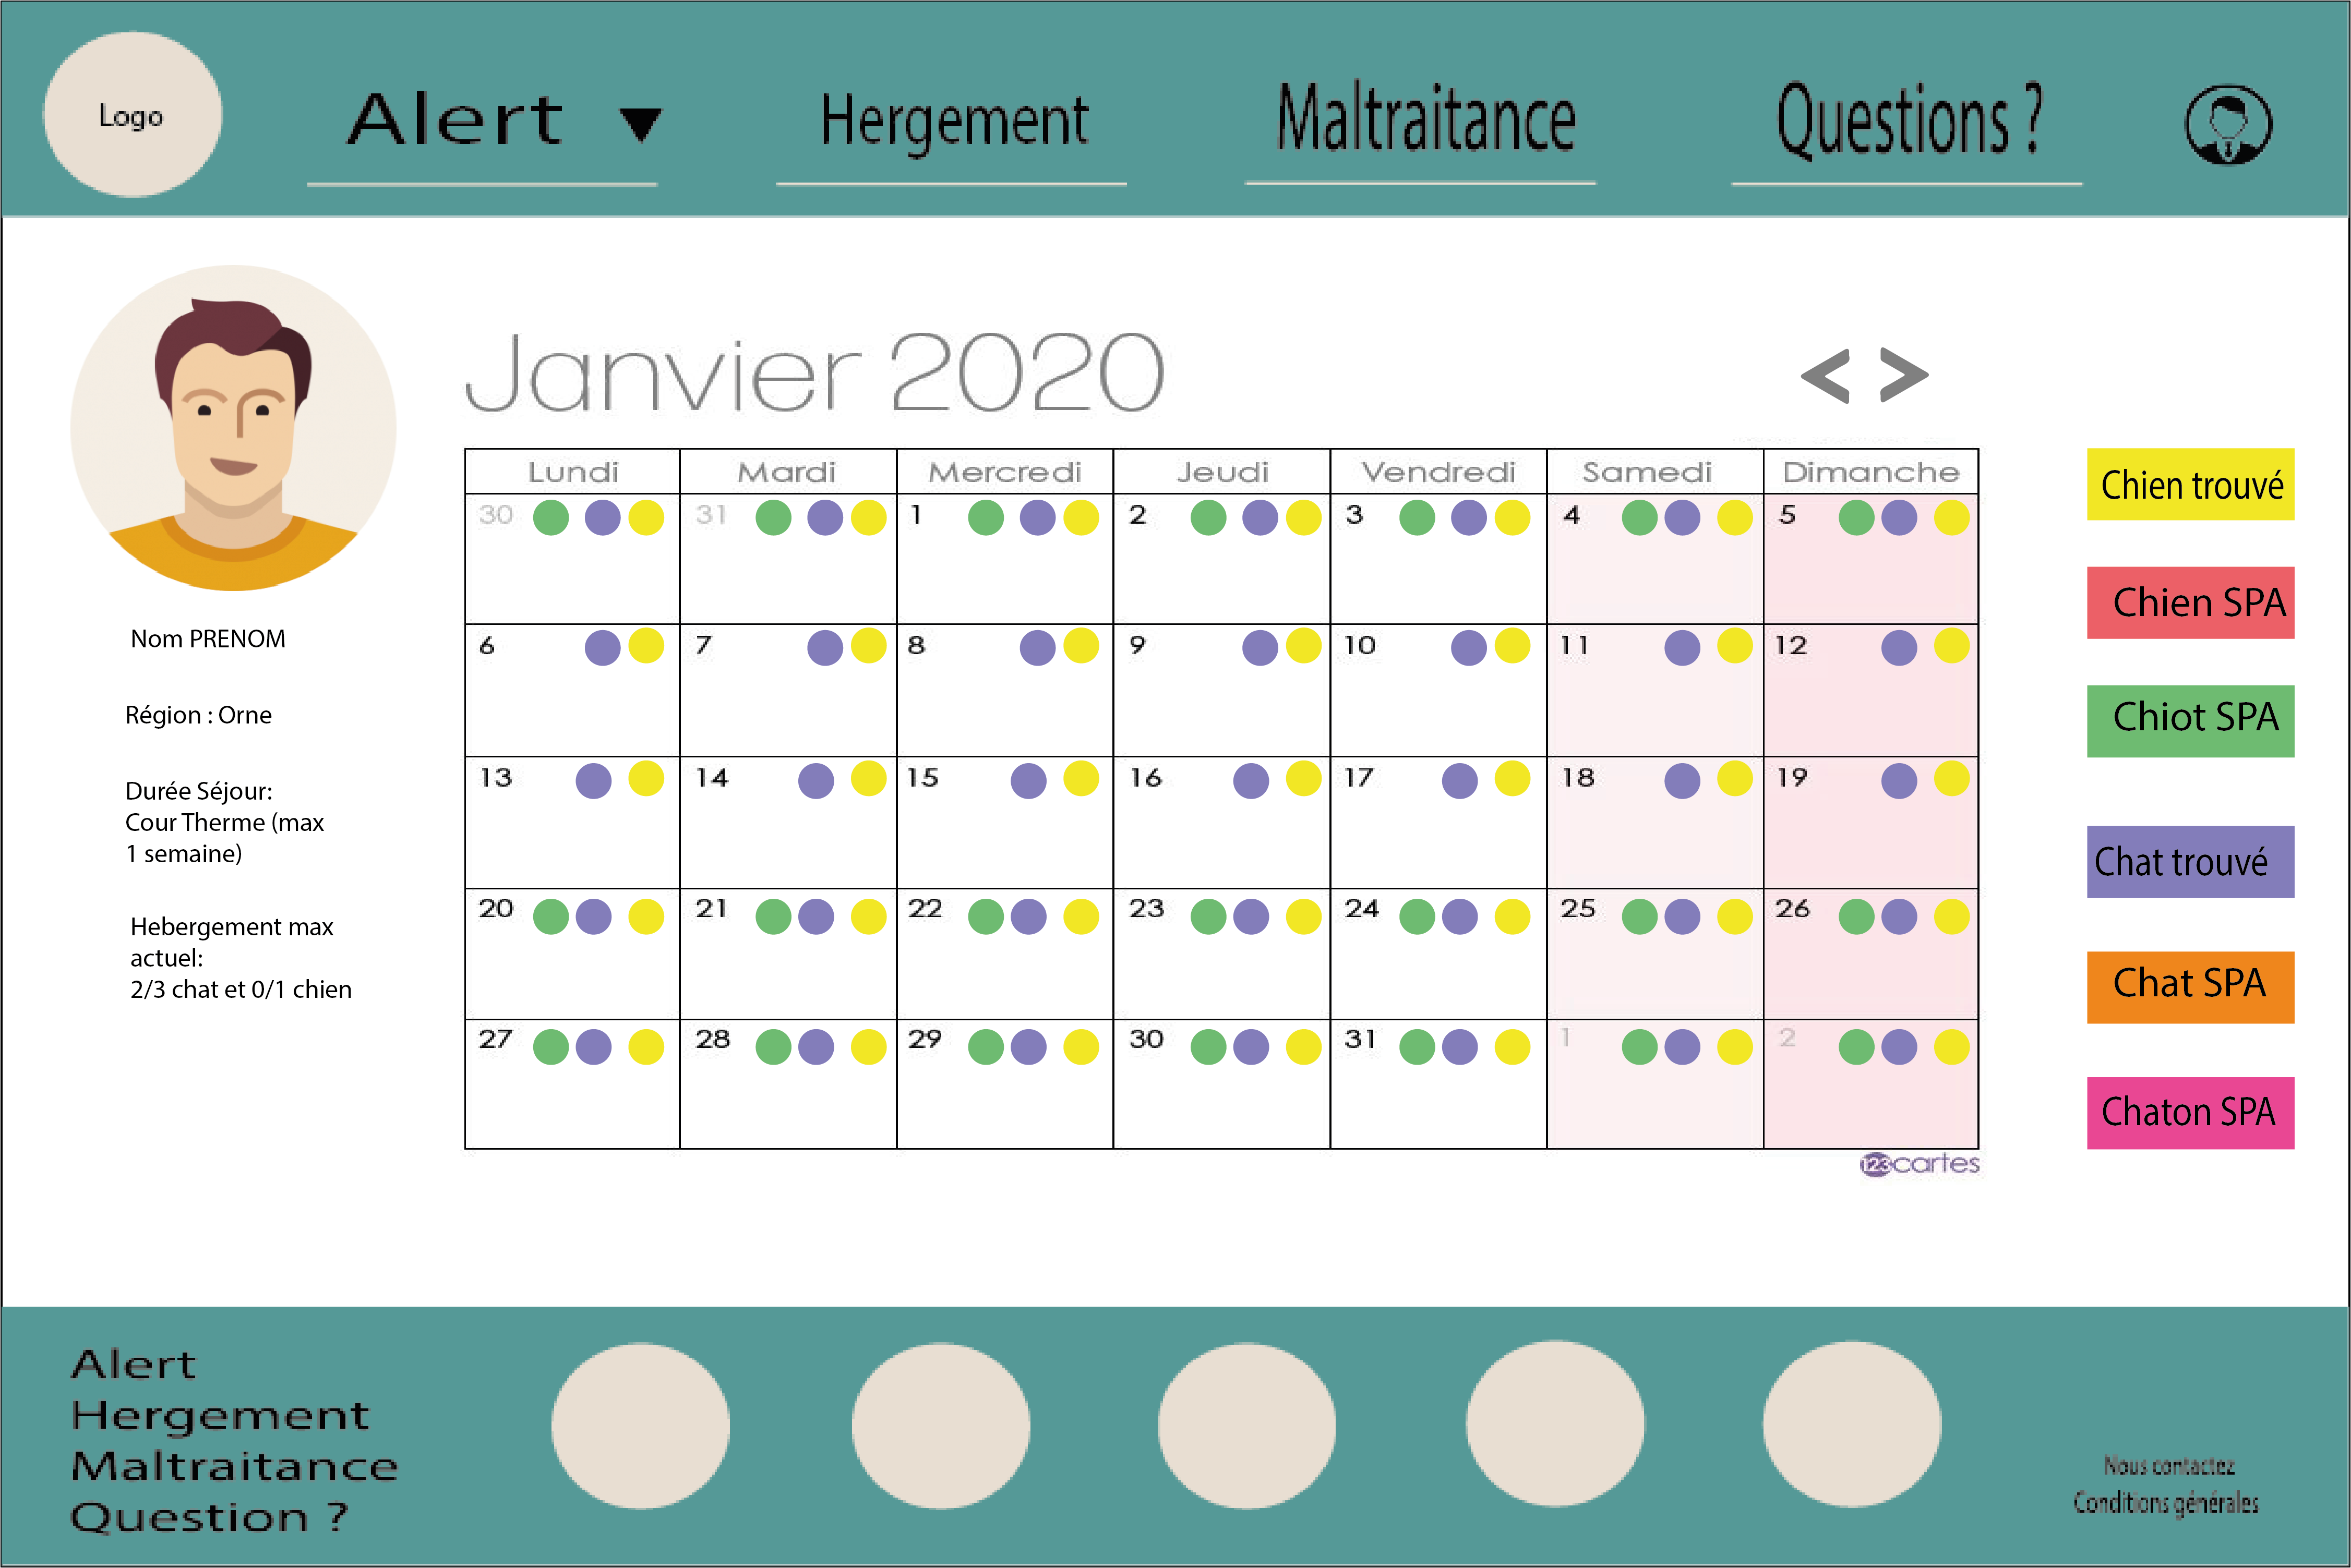 Logo
Alert ▼
Hergement
Maltraitance
Questions ?
Janvier 2020
< >
Lundi Mardi Mercredi Jeudi Vendredi Samedi Dimanche
30 31 1 2 3 4 5
6 7 8 9 10 11 12
13 14 15 16 17 18 19
20 21 22 23 24 25 26
27 28 29 30 31 1 2
123 cartes
Nom PRENOM
Région : Orne
Durée Séjour:
Cour Therme (max
1 semaine)
Hebergement max
actuel:
2/3 chat et 0/1 chien
Chien trouvé
Chien SPA
Chiot SPA
Chat trouvé
Chat SPA
Chaton SPA
Alert
Hergement
Maltraitance
Question ?
Nous contactez
Conditions générales